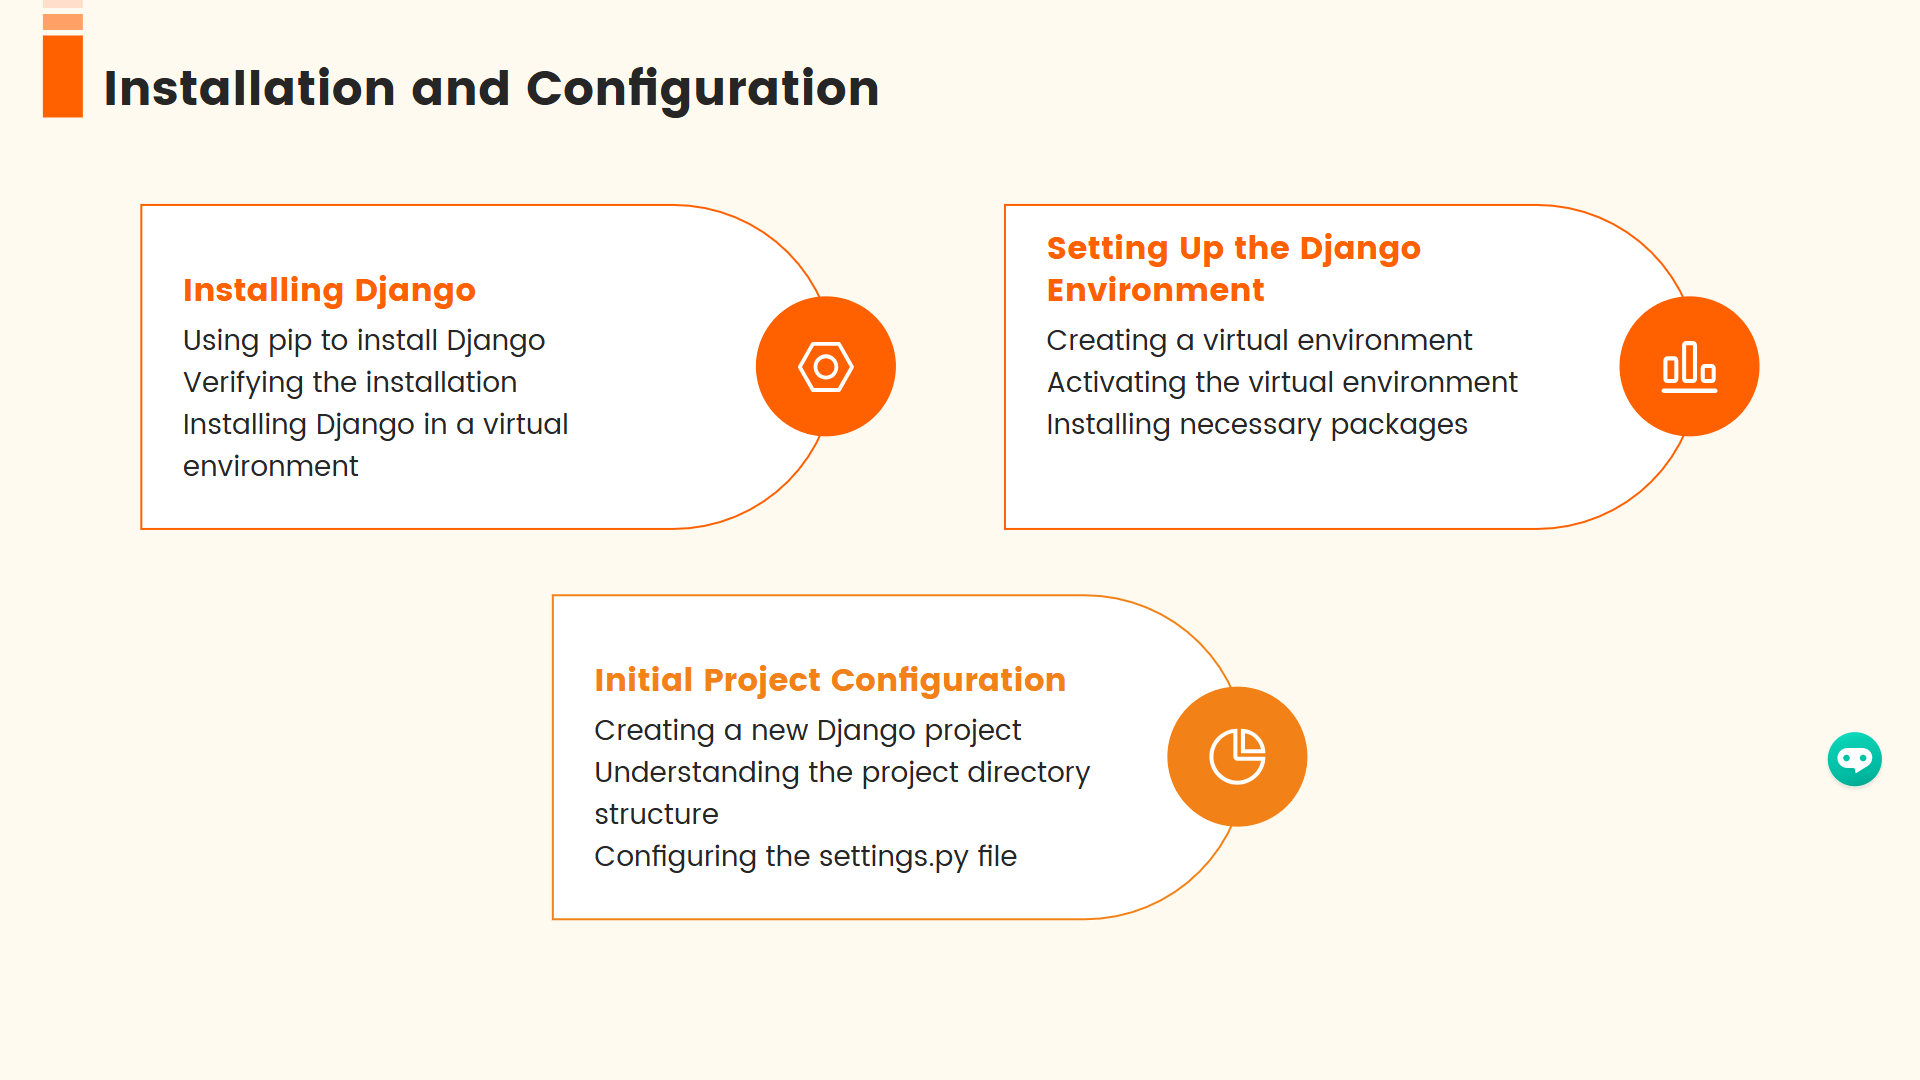 Installation and Configuration
Installing Django
Using pip to install Django
Verifying the installation
Installing Django in a virtual
environment
Setting Up the Django
Environment
Creating a virtual environment
Activating the virtual environment
Installing necessary packages
Initial Project Configuration
Creating a new Django project
Understanding the project directory
structure
Configuring the settings.py file